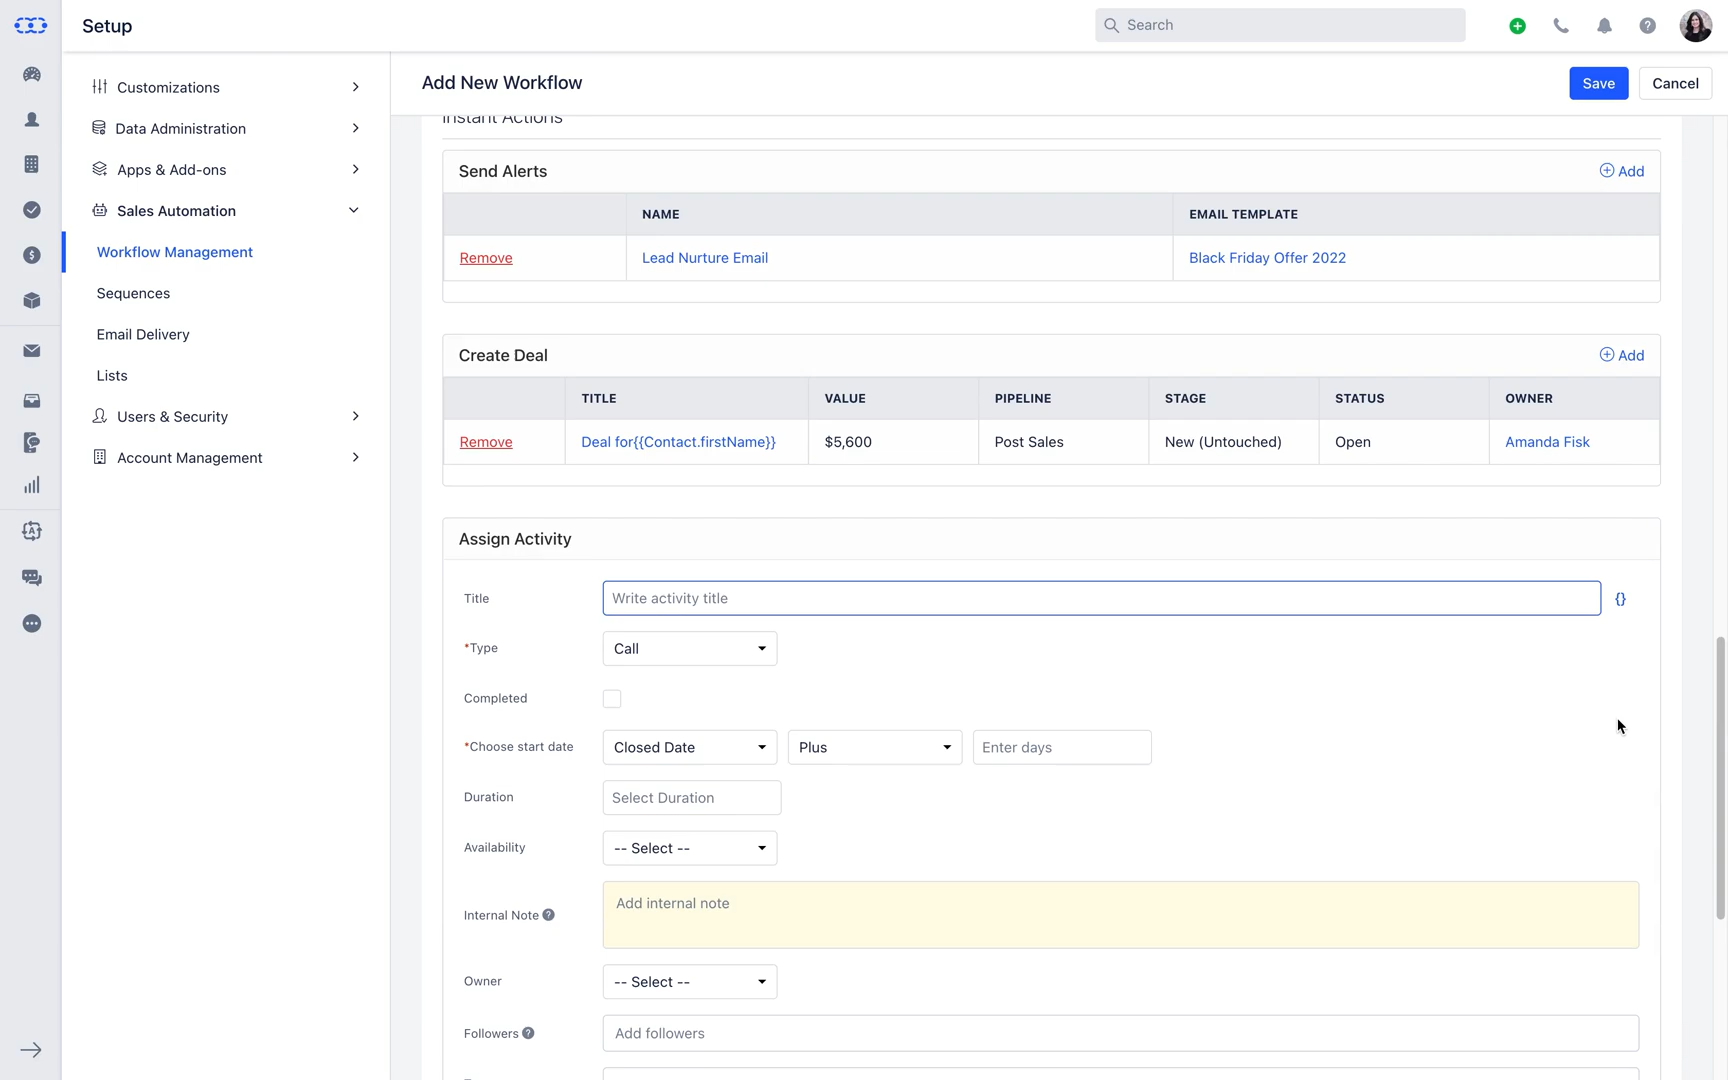 Setup
Search
Customizations
Data Administration
Apps & Add-ons
Sales Automation
Workflow Management
Sequences
Email Delivery
Lists
Users & Security
Account Management
Add New Workflow
Save
Cancel
Instant Actions
Send Alerts
Add
NAME
EMAIL TEMPLATE
Remove
Lead Nurture Email
Black Friday Offer 2022
Create Deal
Add
TITLE
VALUE
PIPELINE
STAGE
STATUS
OWNER
Remove
Deal for{{Contact.firstName}}
$5,600
Post Sales
New (Untouched)
Open
Amanda Fisk
Assign Activity
Title
Write activity title
{}
*Type
Call
Completed
*Choose start date
Closed Date
Plus
Enter days
Duration
Select Duration
Availability
-- Select --
Internal Note
Add internal note
Owner
-- Select --
Followers
Add followers